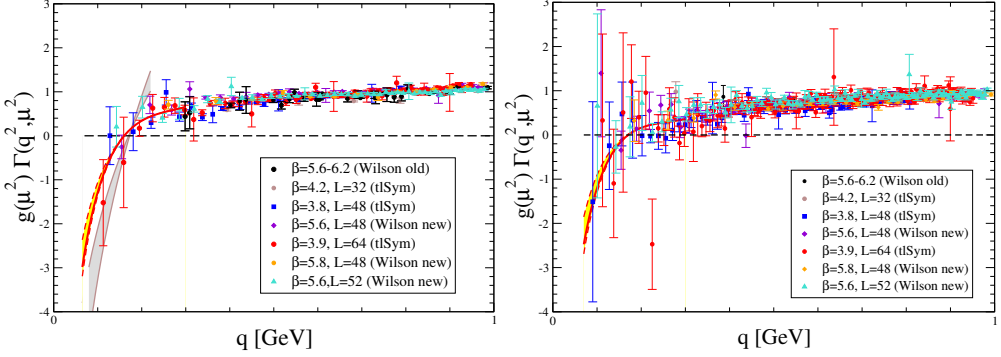 3
2
1
0
-1
-2
-3
-4
g(μ²) Γ(q²,μ²)
β=5.6-6.2 (Wilson old)
β=4.2, L=32 (tlSym)
β=3.8, L=48 (tlSym)
β=5.6, L=48 (Wilson new)
β=3.9, L=64 (tlSym)
β=5.8, L=48 (Wilson new)
β=5.6,L=52 (Wilson new)
0
1
q [GeV]
3
2
1
0
-1
-2
-3
-4
g(μ²) Γ(q²,μ²)
β=5.6-6.2 (Wilson old)
β=4.2, L=32 (tlSym)
β=3.8, L=48 (tlSym)
β=5.6, L=48 (Wilson new)
β=3.9, L=64 (tlSym)
β=5.8, L=48 (Wilson new)
β=5.6, L=52 (Wilson new)
0
1
q [GeV]